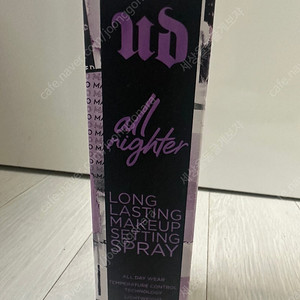 ud
all
nighter
LONG
LASTING
MAKEUP
SETTING
SPRAY
ALL DAY WEAR
TEMPERATURE CONTROL
TECHNOLOGY